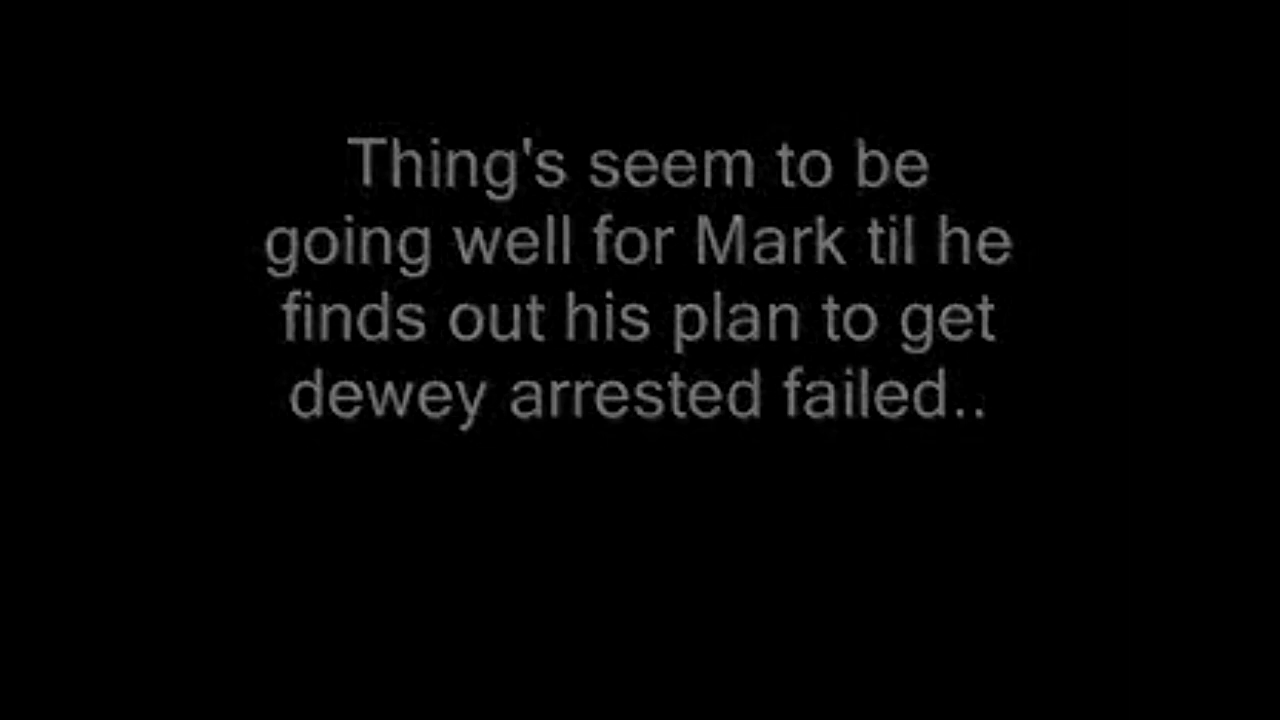 Thing's seem to be
going well for Mark til he
finds out his plan to get
dewey arrested failed..